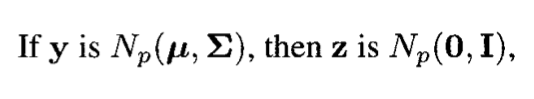 If y is Nₚ(μ, Σ), then z is Nₚ(0, I),